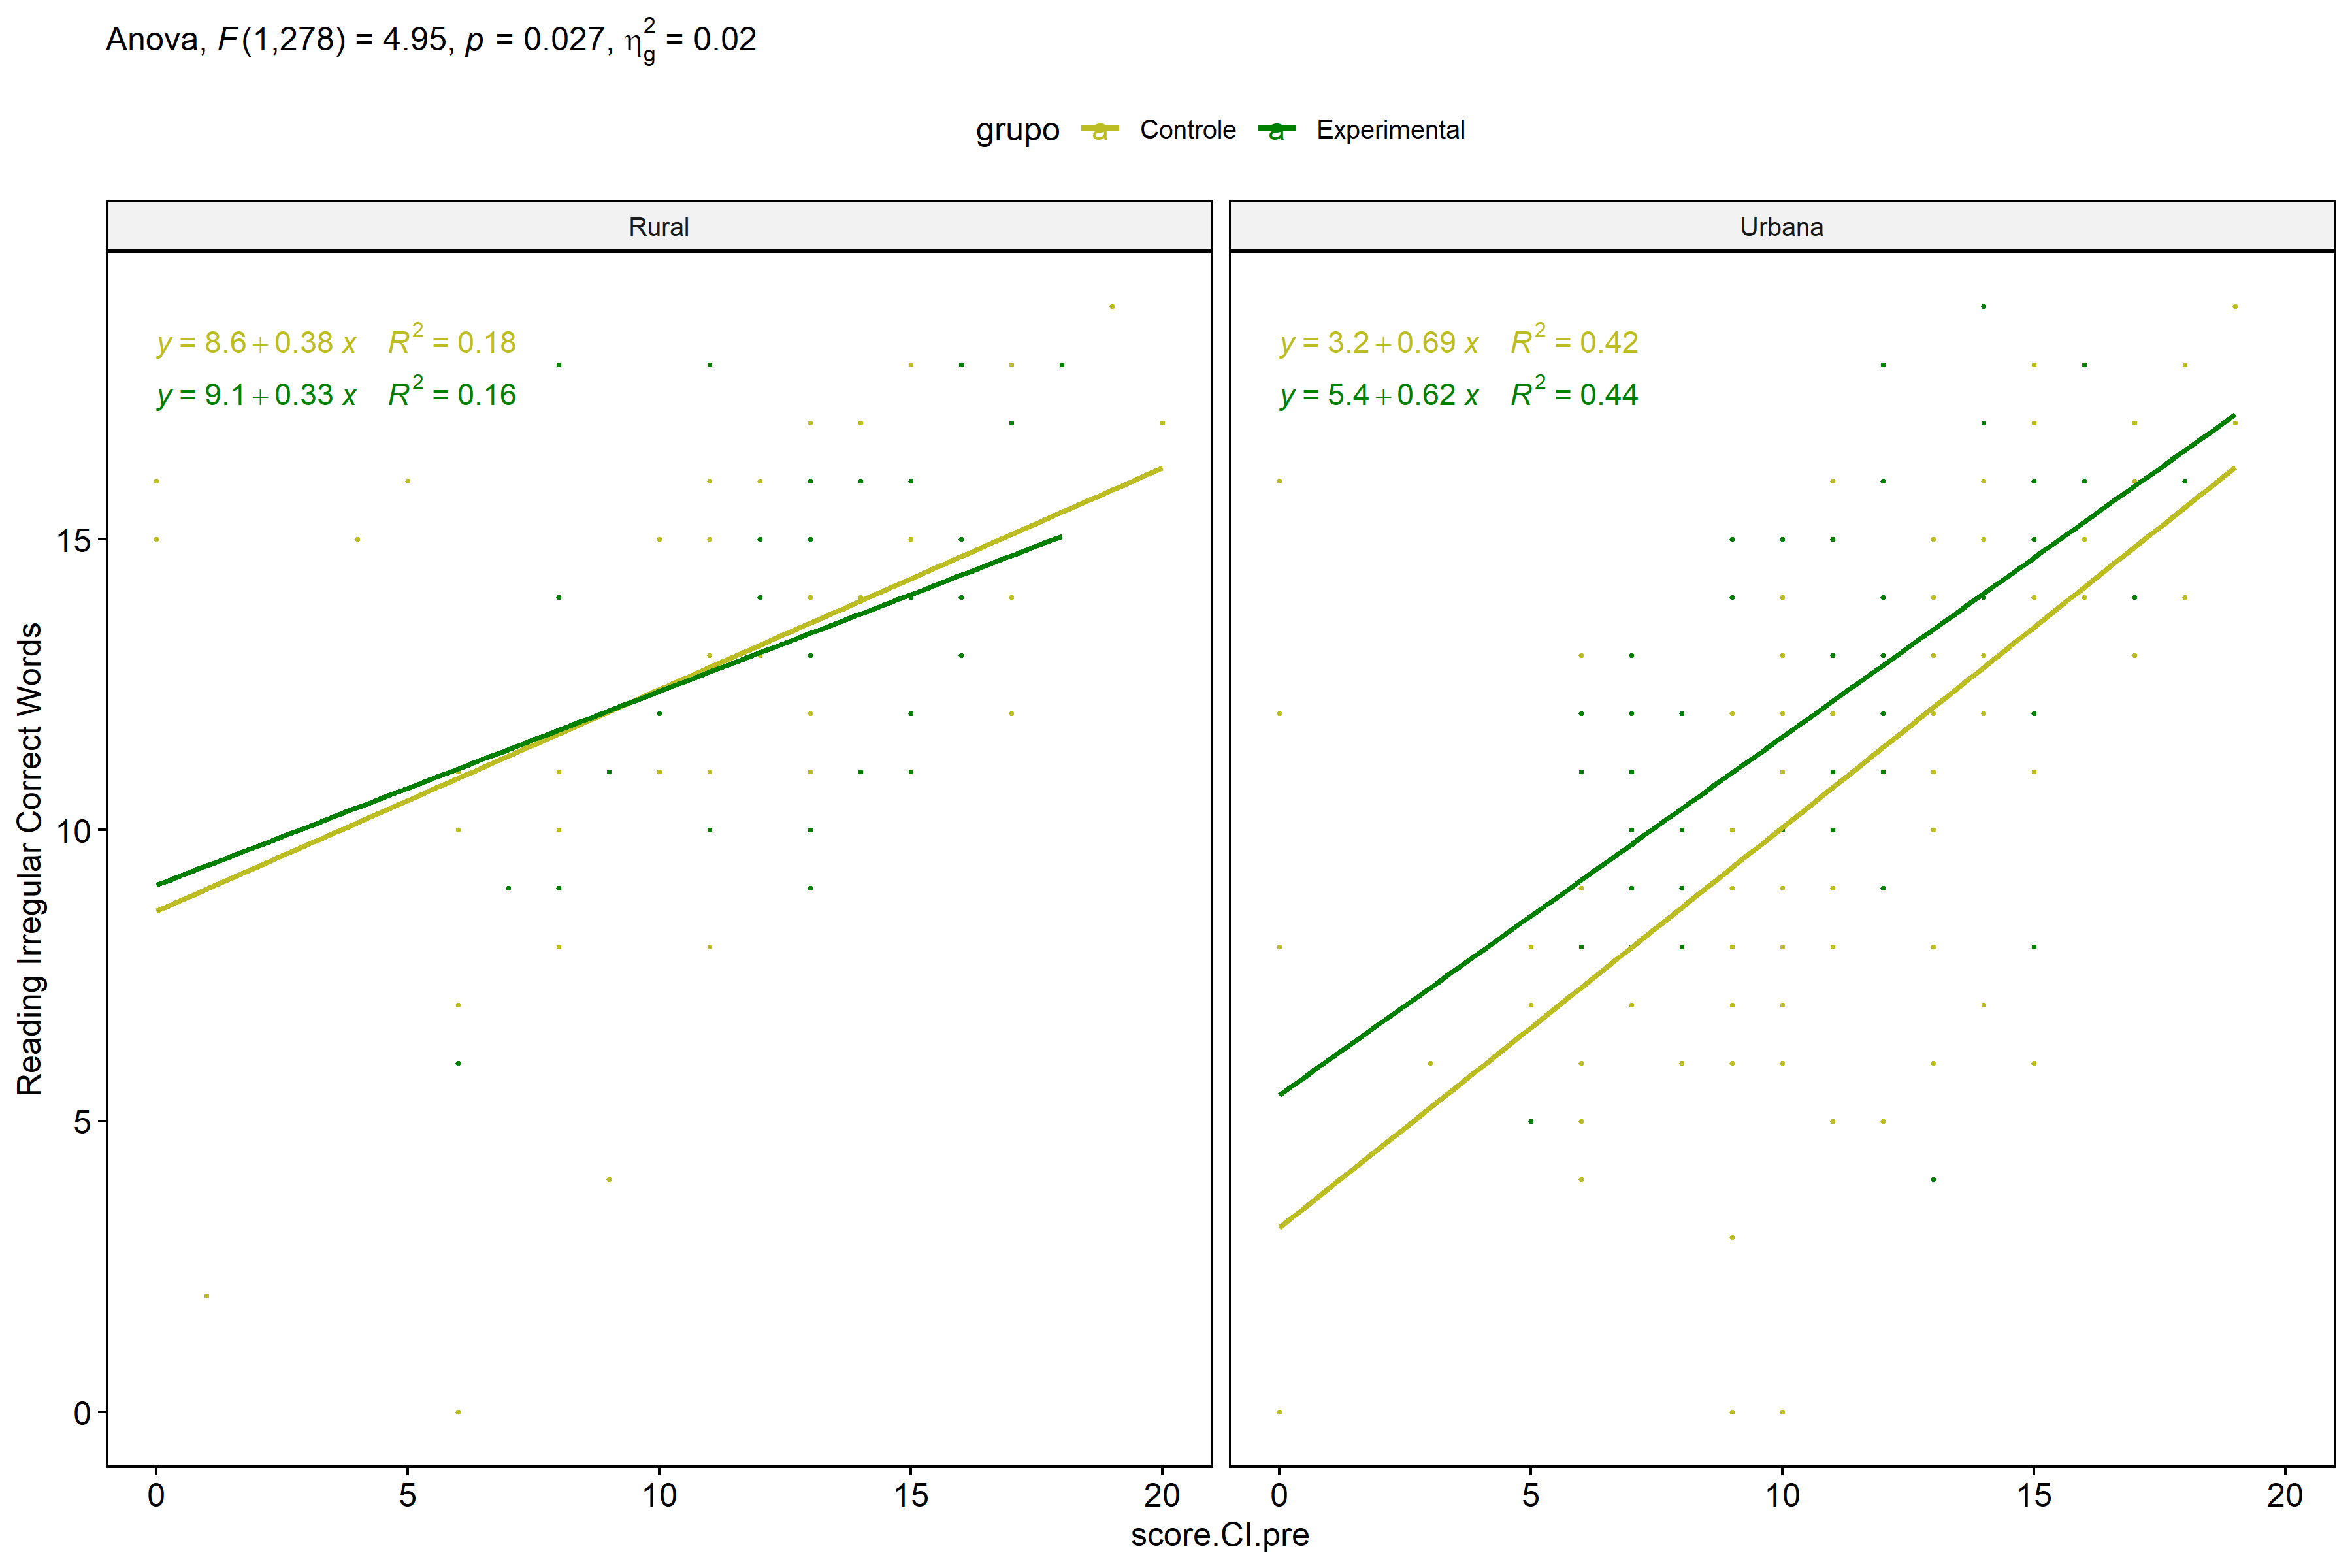 Anova, F(1,278) = 4.95, p = 0.027, η²g = 0.02
grupo a Controle a Experimental
Rural
Urbana
y = 8.6 + 0.38 x R² = 0.18
y = 9.1 + 0.33 x R² = 0.16
y = 3.2 + 0.69 x R² = 0.42
y = 5.4 + 0.62 x R² = 0.44
Reading Irregular Correct Words
15
10
5
0
0 5 10 15 20
0 5 10 15 20
score.CI.pre